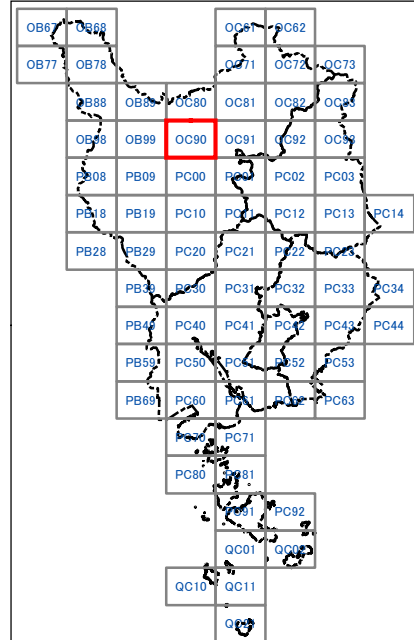 OB67 OB68 OC61 OC62
OB77 OB78 OC71 OC72 OC73
OB88 OB89 OC80 OC81 OC82 OC83
OB98 OB99 OC90 OC91 OC92 OC93
PB08 PB09 PC00 PC01 PC02 PC03
PB18 PB19 PC10 PC11 PC12 PC13 PC14
PB28 PB29 PC20 PC21 PC22 PC23
PB39 PC30 PC31 PC32 PC33 PC34
PB49 PC40 PC41 PC42 PC43 PC44
PB59 PC50 PC51 PC52 PC53
PB69 PC60 PC61 PC62 PC63
PC70 PC71
PC80 PC81
PC91 PC92
QC01 QC02
QC10 QC11
QC21